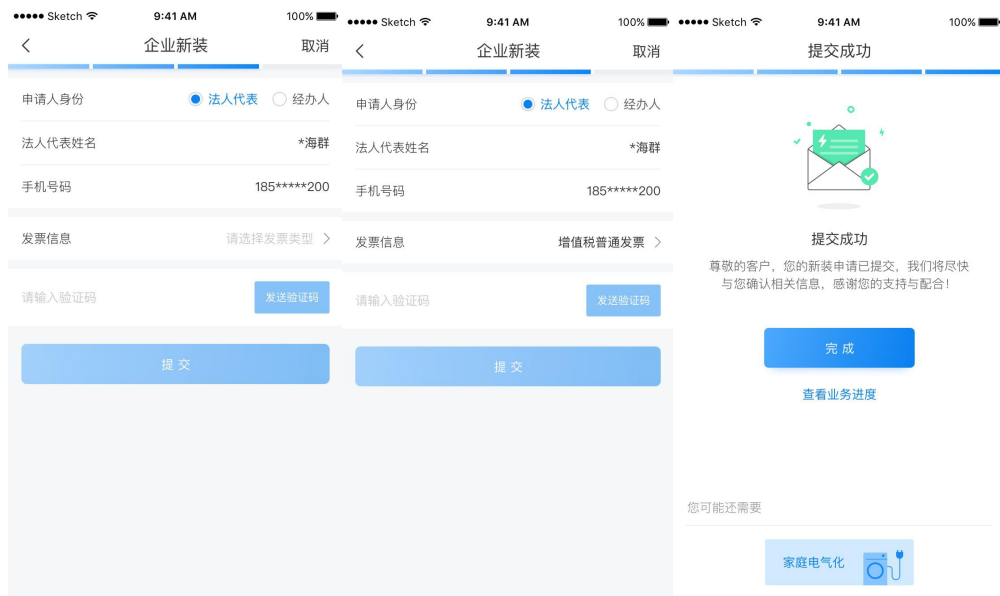 ●●●●● Sketch 9:41 AM 100%
企业新装 取消
申请人身份 法人代表 经办人
法人代表姓名 *海群
手机号码 185*****200
发票信息 请选择发票类型
请输入验证码 发送验证码
提 交
●●●●● Sketch 9:41 AM 100%
企业新装 取消
申请人身份 法人代表 经办人
法人代表姓名 *海群
手机号码 185*****200
发票信息 增值税普通发票
请输入验证码 发送验证码
提 交
●●●●● Sketch 9:41 AM 100%
提交成功
提交成功
尊敬的客户，您的新装申请已提交，我们将尽快
与您确认相关信息，感谢您的支持与配合！
完 成
查看业务进度
您可能还需要
家庭电气化